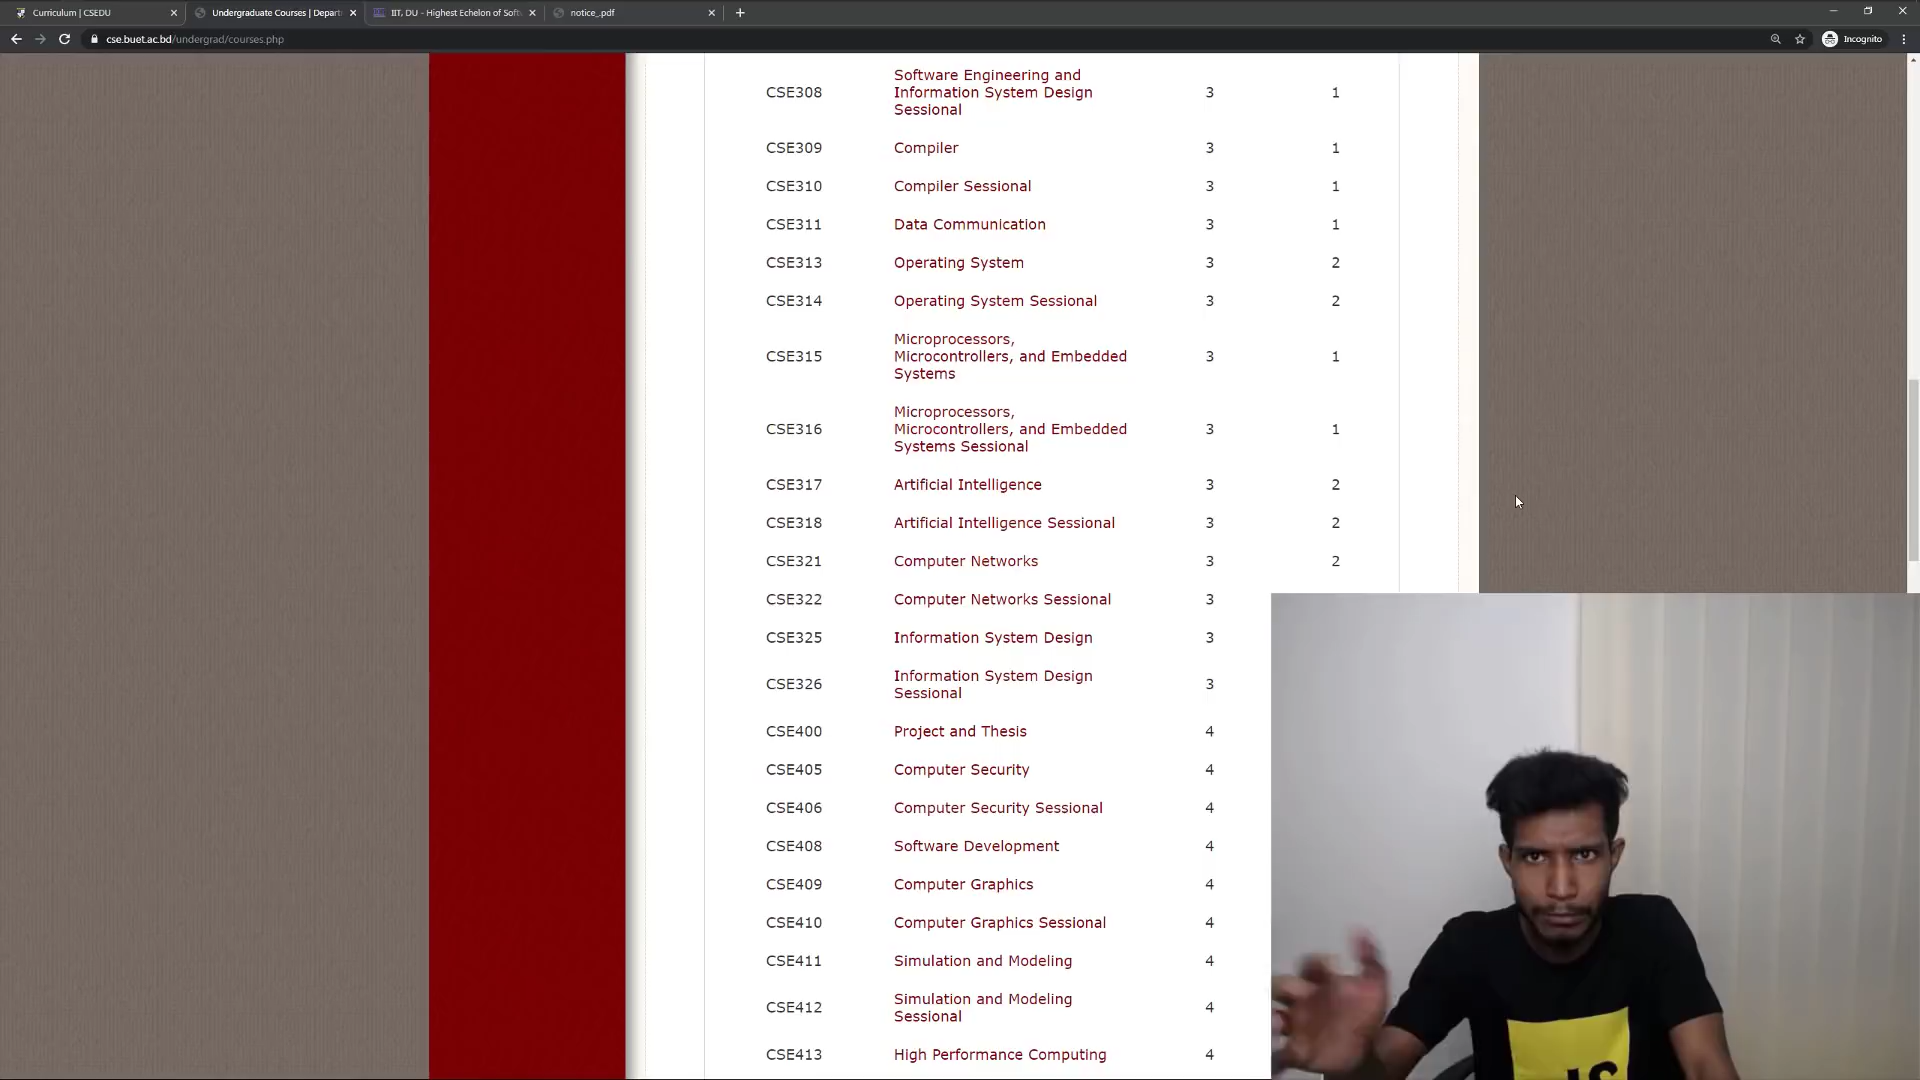 Curriculum | CSEDU
Undergraduate Courses | Depart
IIT, DU - Highest Echelon of Soft
notice_.pdf
cse.buet.ac.bd/undergrad/courses.php
Incognito
CSE308 Software Engineering and 3 1
Information System Design
Sessional
CSE309 Compiler 3 1
CSE310 Compiler Sessional 3 1
CSE311 Data Communication 3 1
CSE313 Operating System 3 2
CSE314 Operating System Sessional 3 2
CSE315 Microprocessors, 3 1
Microcontrollers, and Embedded
Systems
CSE316 Microprocessors, 3 1
Microcontrollers, and Embedded
Systems Sessional
CSE317 Artificial Intelligence 3 2
CSE318 Artificial Intelligence Sessional 3 2
CSE321 Computer Networks 3 2
CSE322 Computer Networks Sessional 3
CSE325 Information System Design 3
CSE326 Information System Design 3
Sessional
CSE400 Project and Thesis 4
CSE405 Computer Security 4
CSE406 Computer Security Sessional 4
CSE408 Software Development 4
CSE409 Computer Graphics 4
CSE410 Computer Graphics Sessional 4
CSE411 Simulation and Modeling 4
CSE412 Simulation and Modeling 4
Sessional
CSE413 High Performance Computing 4